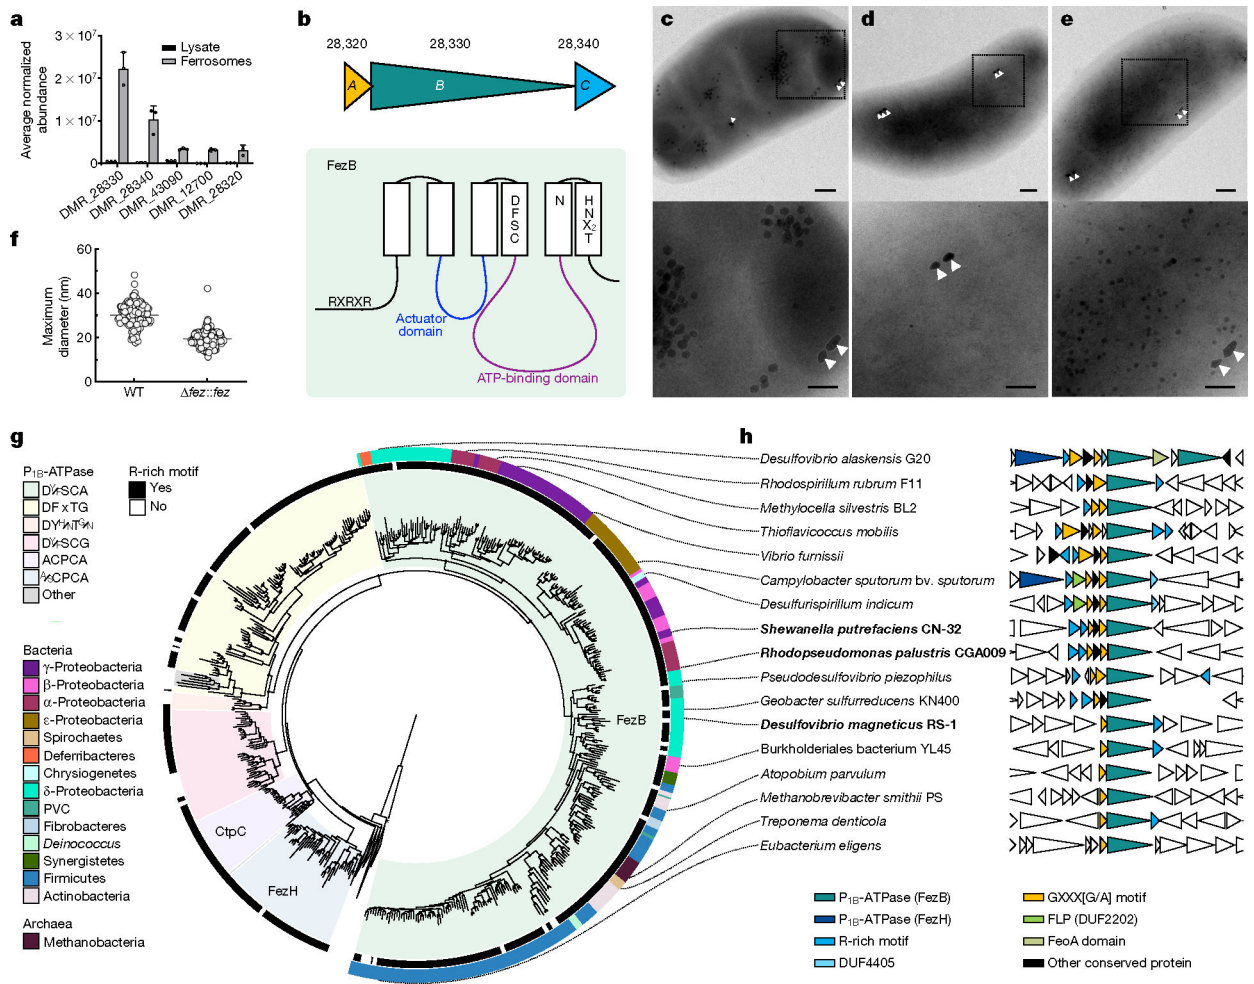 a
Average normalized
abundance
3 × 10⁷
2 × 10⁷
1 × 10⁷
0
Lysate
Ferrosomes
DMR_28330
DMR_28340
DMR_43090
DMR_12700
DMR_28320
b
28,320
28,330
28,340
A
B
C
FezB
D
F
S
C
N
H
N
X₂
T
RXRXR
Actuator
domain
ATP-binding domain
c
d
e
f
Maximum
diameter (nm)
60
40
20
0
WT
Δfez::fez
g
P1B-ATPase
DFxTG
ACPCA
Other
R-rich motif
Yes
No
Bacteria
γ-Proteobacteria
β-Proteobacteria
α-Proteobacteria
ε-Proteobacteria
Spirochaetes
Deferribacteres
Chrysiogenetes
δ-Proteobacteria
PVC
Fibrobacteres
Deinococcus
Synergistetes
Firmicutes
Actinobacteria
Archaea
Methanobacteria
FezB
CtpC
FezH
h
Desulfovibrio alaskensis G20
Rhodospirillum rubrum F11
Methylocella silvestris BL2
Thioflavicoccus mobilis
Vibrio furnissii
Campylobacter sputorum bv. sputorum
Desulfurispirillum indicum
Shewanella putrefaciens CN-32
Rhodopseudomonas palustris CGA009
Pseudodesulfovibrio piezophilus
Geobacter sulfurreducens KN400
Desulfovibrio magneticus RS-1
Burkholderiales bacterium YL45
Atopobium parvulum
Methanobrevibacter smithii PS
Treponema denticola
Eubacterium eligens
P1B-ATPase (FezB)
P1B-ATPase (FezH)
R-rich motif
DUF4405
GXXX[G/A] motif
FLP (DUF2202)
FeoA domain
Other conserved protein